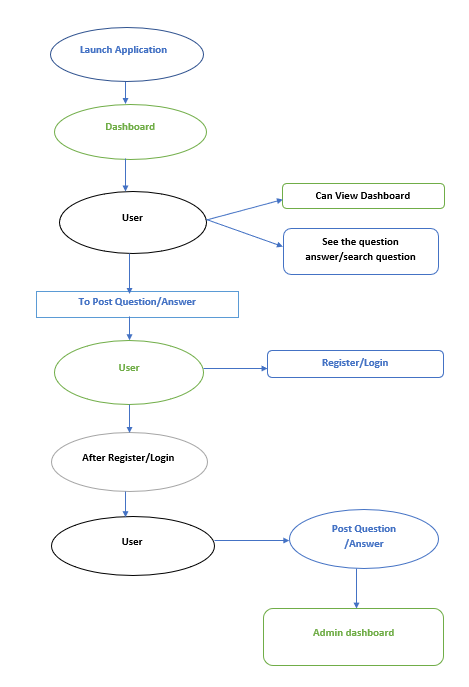 Launch Application
Dashboard
User
Can View Dashboard
See the question
answer/search question
To Post Question/Answer
User
Register/Login
After Register/Login
User
Post Question
/Answer
Admin dashboard